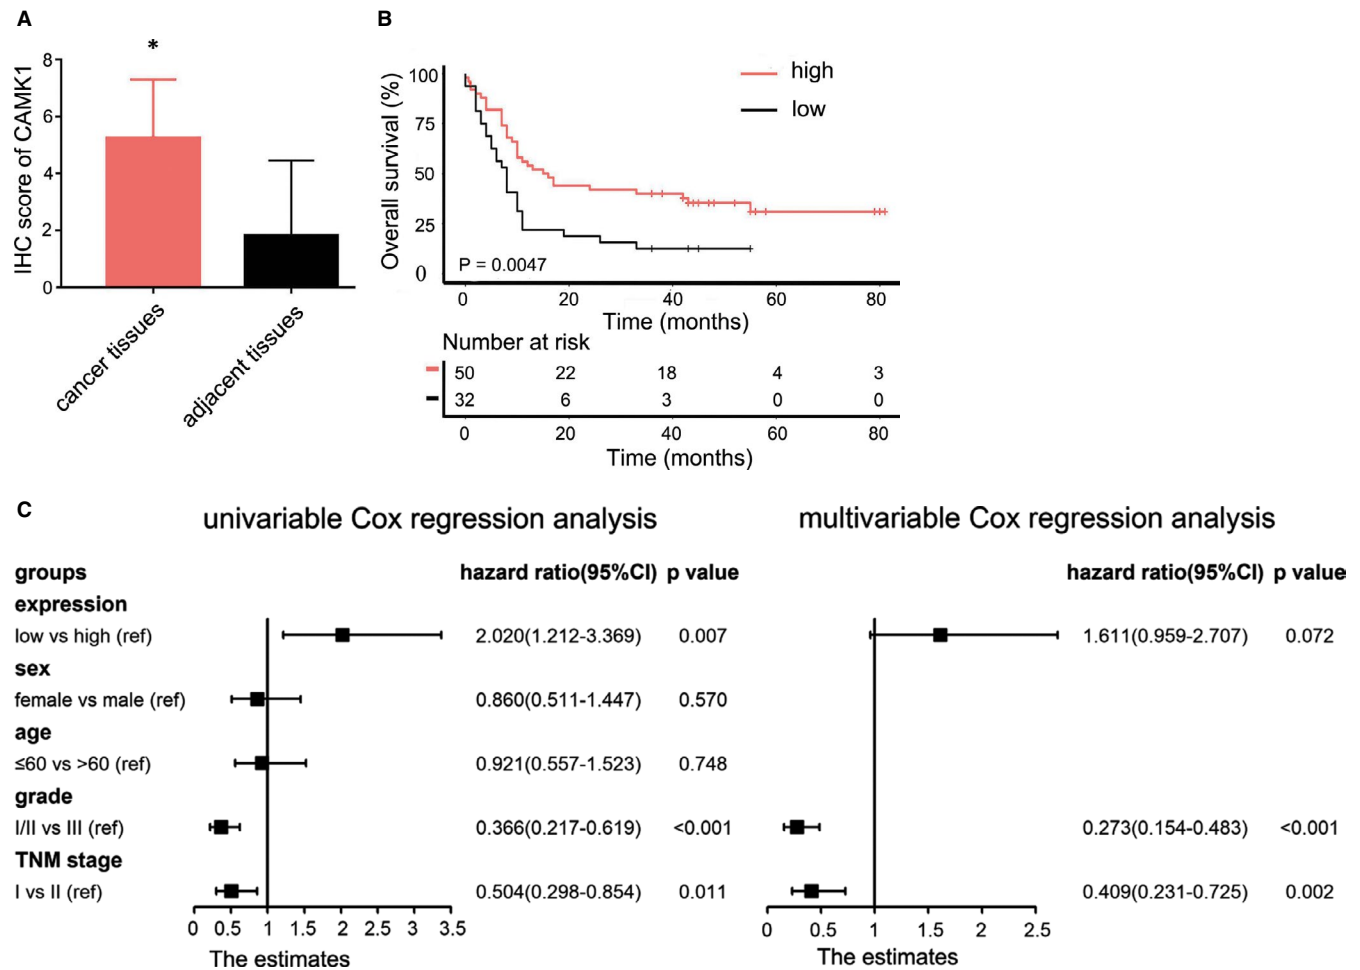 A
*
IHC score of CAMK1
8
6
4
2
0
cancer tissues
adjacent tissues
B
Overall survival (%)
100
75
50
25
0
high
low
P = 0.0047
0 20 40 60 80
Time (months)
Number at risk
50 22 18 4 3
32 6 3 0 0
0 20 40 60 80
Time (months)
C
univariable Cox regression analysis
multivariable Cox regression analysis
groups hazard ratio(95%CI) p value hazard ratio(95%CI) p value
expression
low vs high (ref) 2.020(1.212-3.369) 0.007 1.611(0.959-2.707) 0.072
sex
female vs male (ref) 0.860(0.511-1.447) 0.570
age
≤60 vs >60 (ref) 0.921(0.557-1.523) 0.748
grade
I/II vs III (ref) 0.366(0.217-0.619) <0.001 0.273(0.154-0.483) <0.001
TNM stage
I vs II (ref) 0.504(0.298-0.854) 0.011 0.409(0.231-0.725) 0.002
0 0.5 1 1.5 2 2.5 3 3.5
The estimates
0 0.5 1 1.5 2 2.5
The estimates